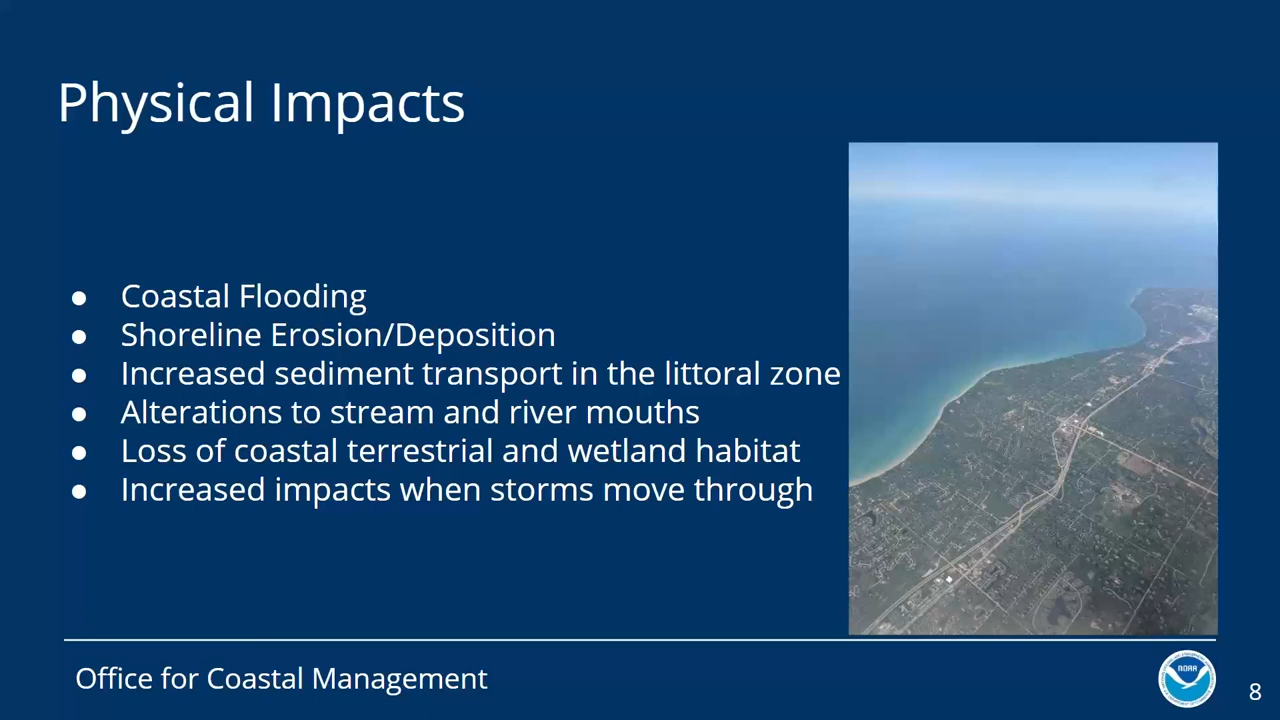 Physical Impacts
● Coastal Flooding
● Shoreline Erosion/Deposition
● Increased sediment transport in the littoral zone
● Alterations to stream and river mouths
● Loss of coastal terrestrial and wetland habitat
● Increased impacts when storms move through
Office for Coastal Management
NOAA
8